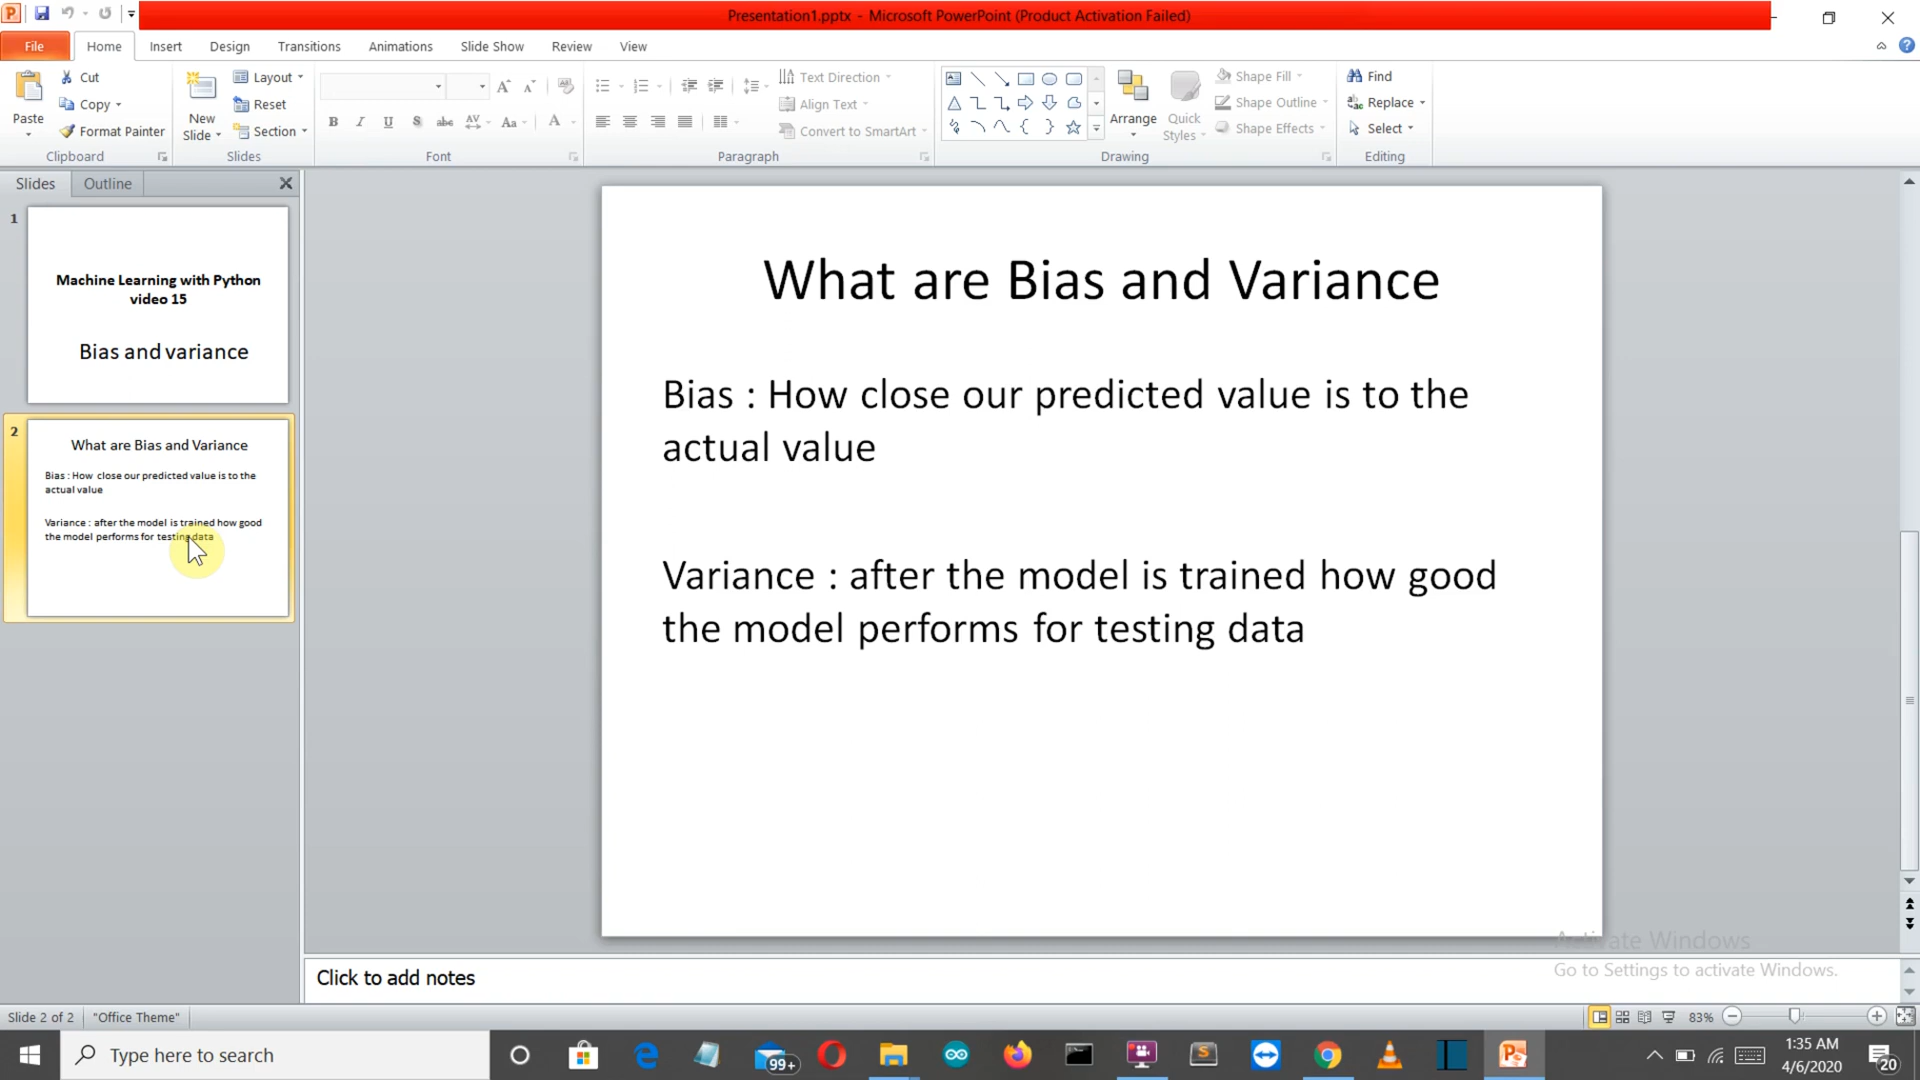 Presentation1.pptx - Microsoft PowerPoint (Product Activation Failed)
File Home Insert Design Transitions Animations Slide Show Review View
Paste
Cut
Copy
Format Painter
Clipboard
New
Slide
Layout
Reset
Section
Slides
Font
Text Direction
Align Text
Convert to SmartArt
Paragraph
Arrange
Quick
Styles
Shape Fill
Shape Outline
Shape Effects
Drawing
Find
Replace
Select
Editing
Slides Outline
1
Machine Learning with Python
video 15
Bias and variance
2
What are Bias and Variance
Bias : How close our predicted value is to the
actual value
Variance : after the model is trained how good
the model performs for testing data
What are Bias and Variance
Bias : How close our predicted value is to the
actual value
Variance : after the model is trained how good
the model performs for testing data
Activate Windows
Go to Settings to activate Windows.
Click to add notes
Slide 2 of 2 "Office Theme" 83%
Type here to search
99+
1:35 AM
4/6/2020
20